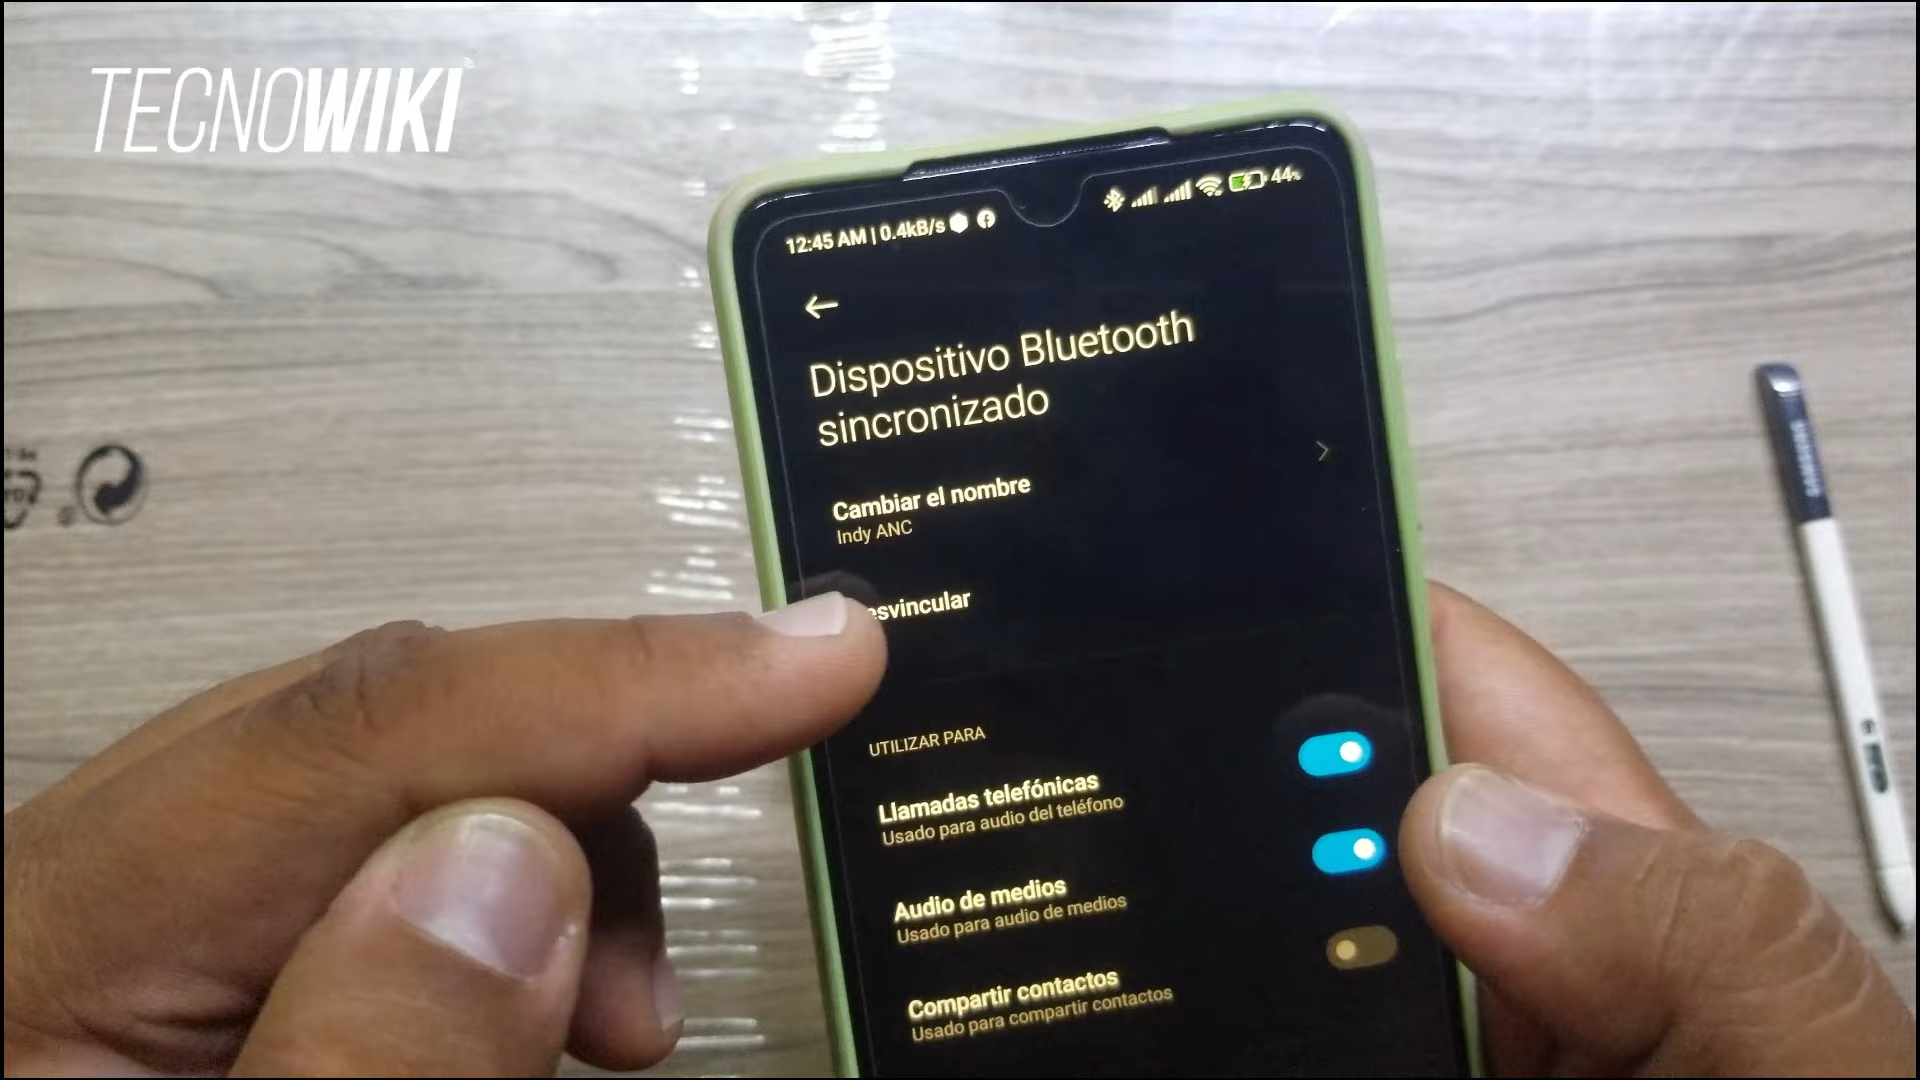 TECNOWIKI
12:45 AM | 0.4kB/s
44%
Dispositivo Bluetooth
sincronizado
Cambiar el nombre
Indy ANC
esvincular
UTILIZAR PARA
Llamadas telefónicas
Usado para audio del teléfono
Audio de medios
Usado para audio de medios
Compartir contactos
Usado para compartir contactos
SAMSUNG